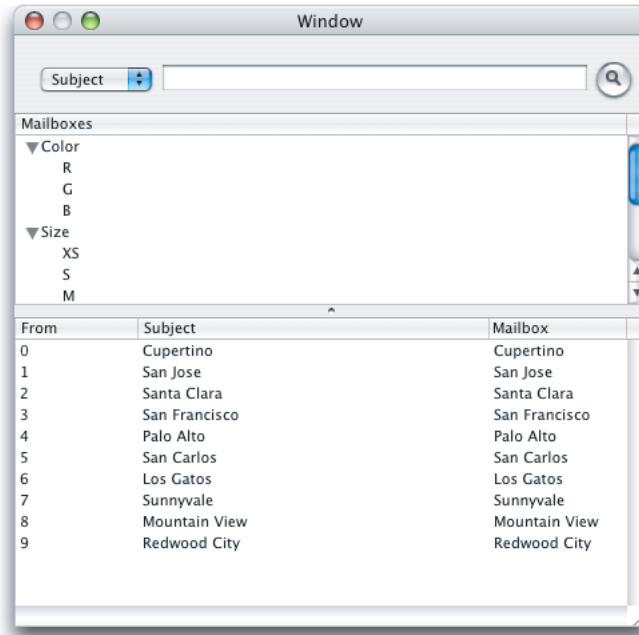 Window
Subject
Mailboxes
Color
R
G
B
Size
XS
S
M
From Subject Mailbox
0 Cupertino Cupertino
1 San Jose San Jose
2 Santa Clara Santa Clara
3 San Francisco San Francisco
4 Palo Alto Palo Alto
5 San Carlos San Carlos
6 Los Gatos Los Gatos
7 Sunnyvale Sunnyvale
8 Mountain View Mountain View
9 Redwood City Redwood City